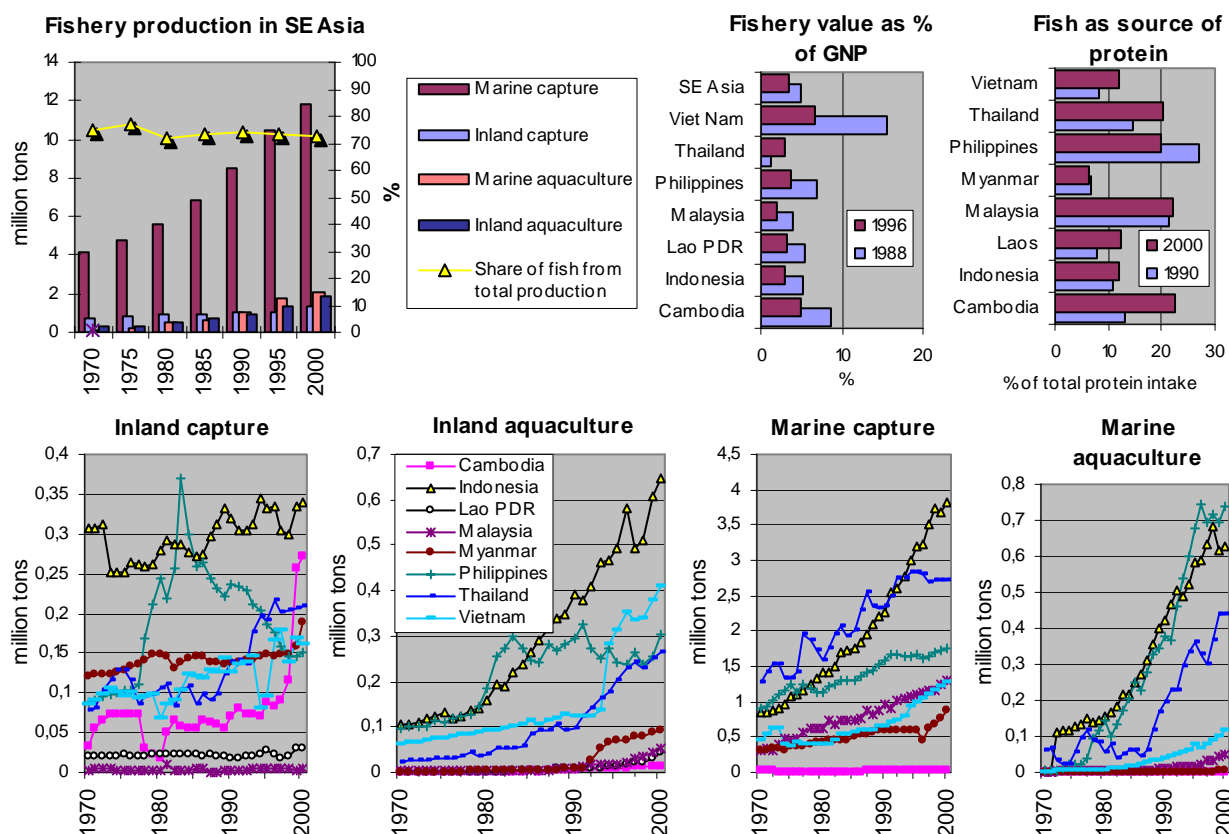 Fishery production in SE Asia
14
12
10
8
6
4
2
0
million tons
100
90
80
70
60
50
40
30
20
10
0
%
1970
1975
1980
1985
1990
1995
2000
Marine capture
Inland capture
Marine aquaculture
Inland aquaculture
Share of fish from
total production
Fishery value as %
of GNP
SE Asia
Viet Nam
Thailand
Philippines
Malaysia
Lao PDR
Indonesia
Cambodia
1996
1988
0
10
20
%
Fish as source of
protein
Vietnam
Thailand
Philippines
Myanmar
Malaysia
Laos
Indonesia
Cambodia
2000
1990
0
10
20
30
% of total protein intake
Inland capture
0,4
0,35
0,3
0,25
0,2
0,15
0,1
0,05
0
million tons
1970
1980
1990
2000
Inland aquaculture
0,7
0,6
0,5
0,4
0,3
0,2
0,1
0
million tons
Cambodia
Indonesia
Lao PDR
Malaysia
Myanmar
Philippines
Thailand
Vietnam
1970
1980
1990
2000
Marine capture
4,5
4
3,5
3
2,5
2
1,5
1
0,5
0
million tons
1970
1980
1990
2000
Marine
aquaculture
0,8
0,7
0,6
0,5
0,4
0,3
0,2
0,1
0
million tons
1970
1980
1990
2000